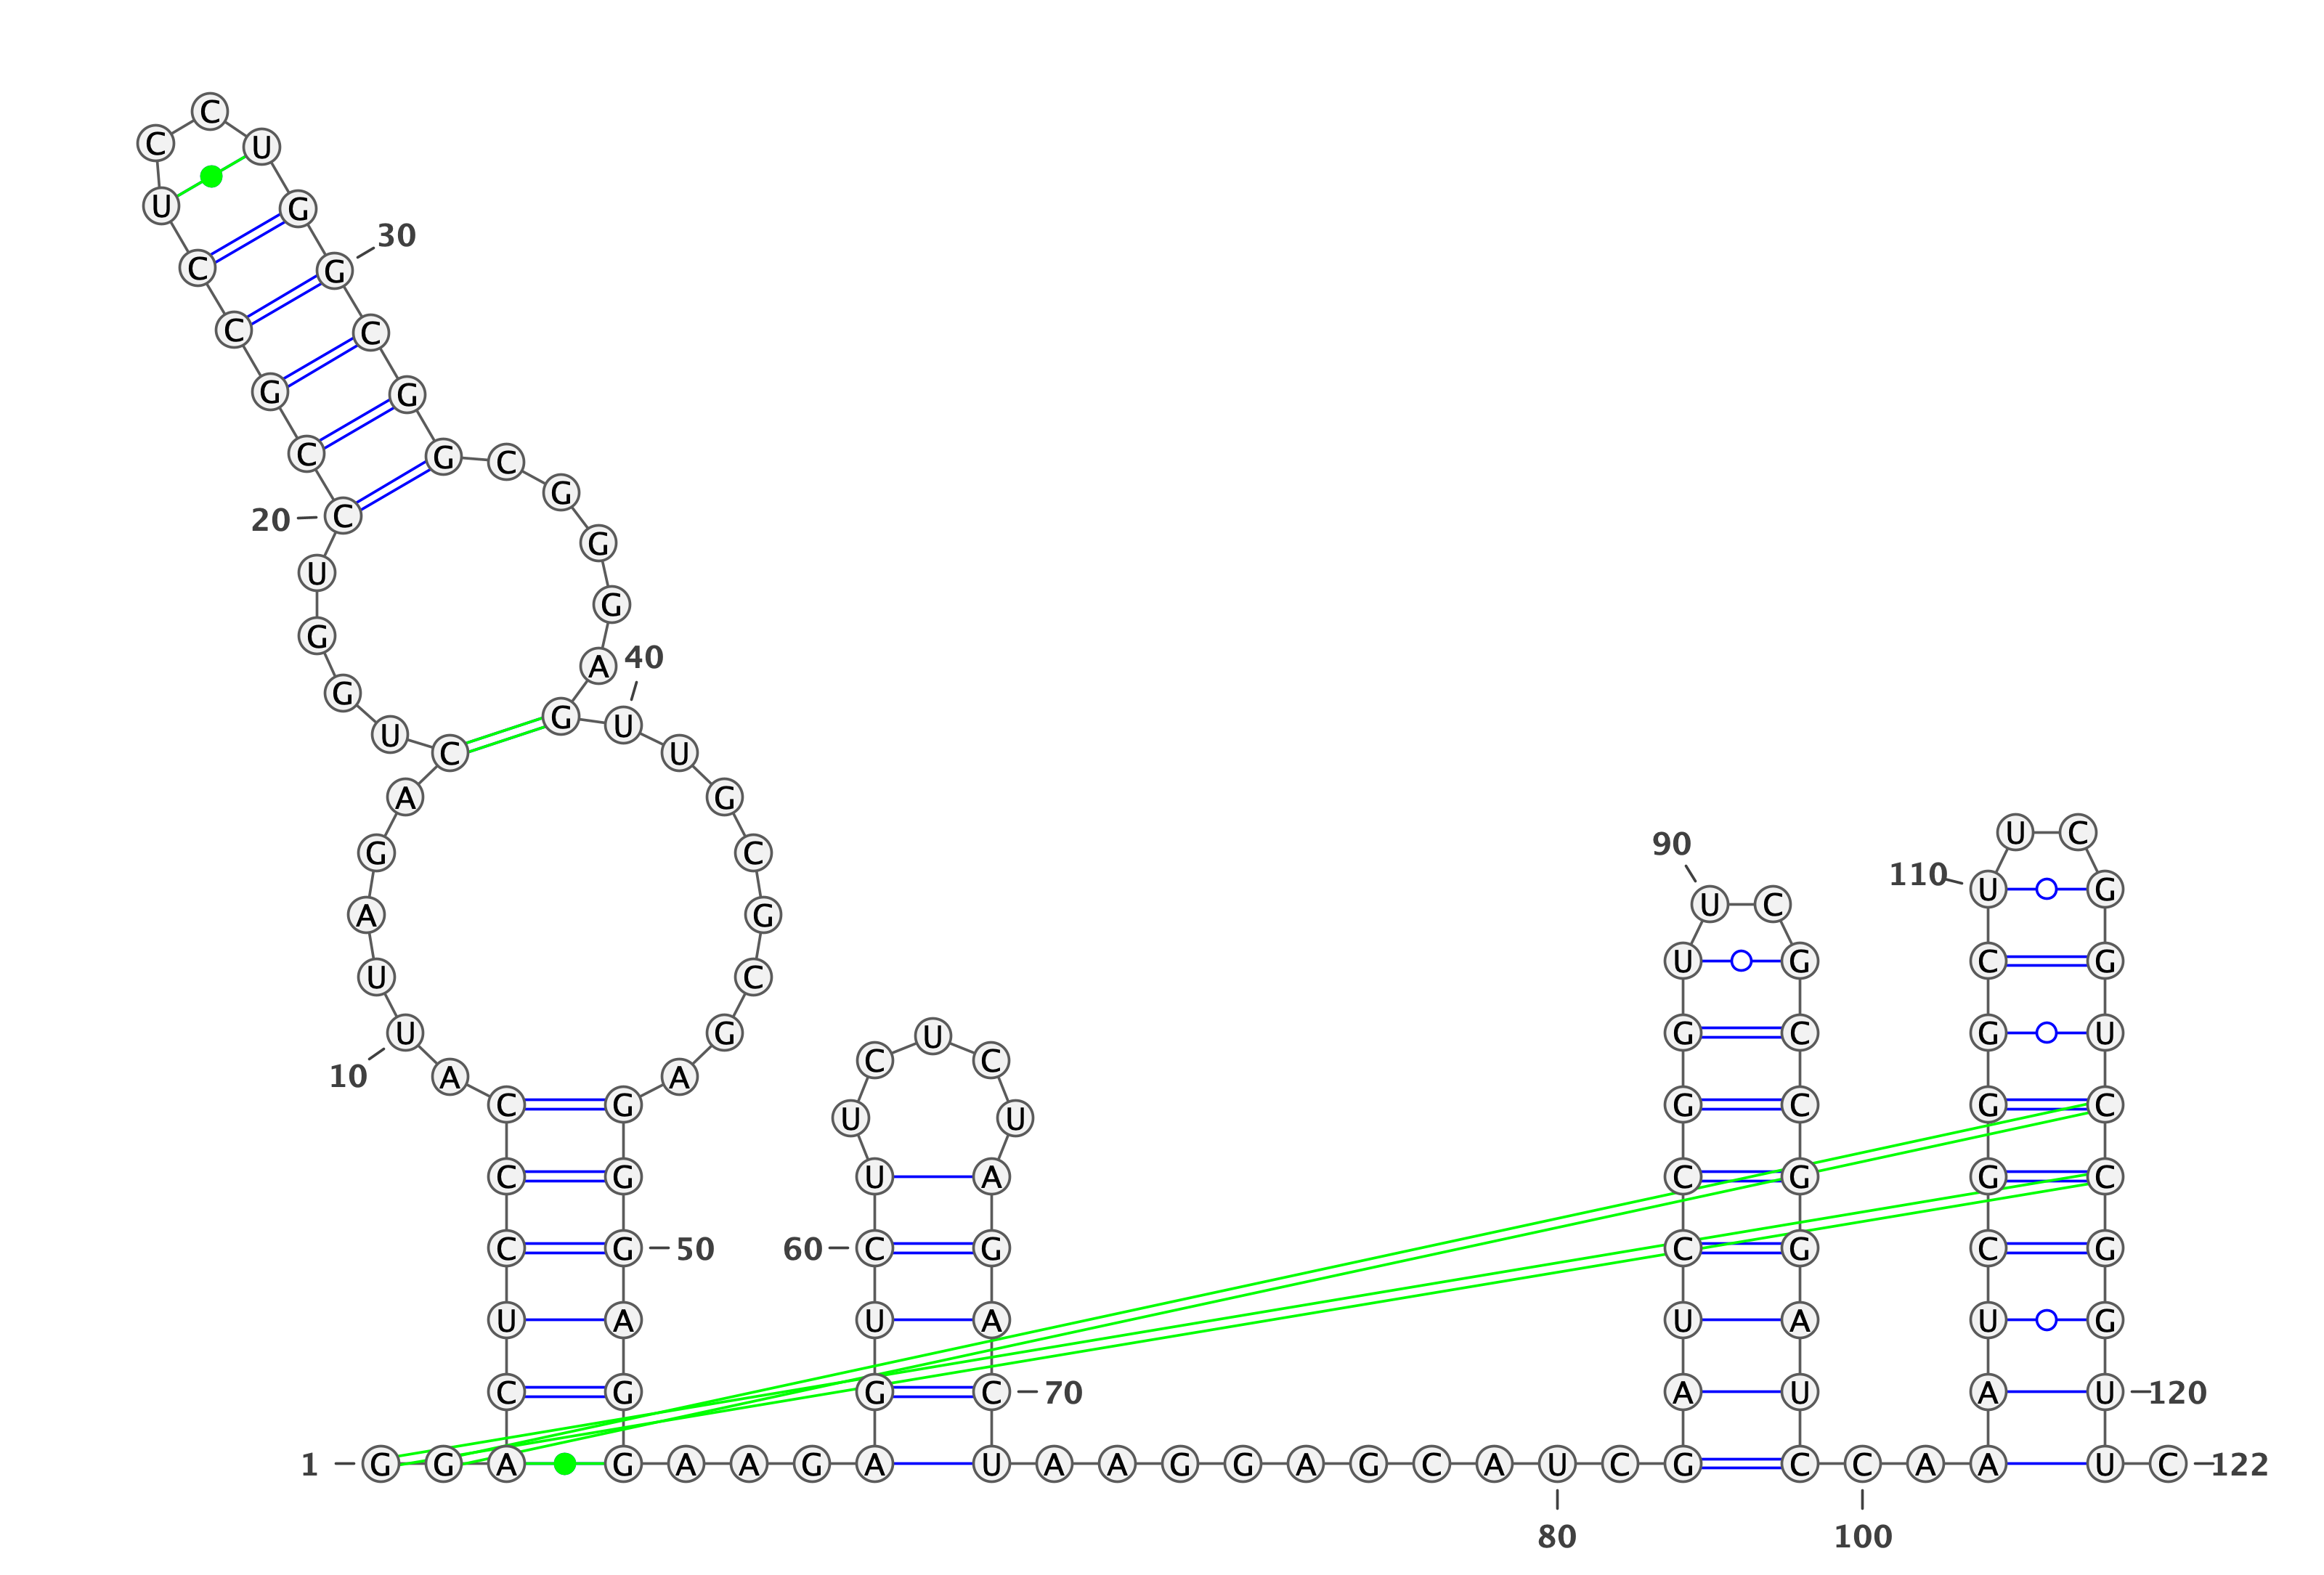 C
C U
U G
30
C G
C C
G G
C G C
G
20 C
G
U
G
G
40
A
G
G U
U C U
A G
U C
90
G C
110 U G
U C
A G
U G C G
U C
U G U G C G U
C C
10 A A
C G G C G C
U U
C G U A C G G C
C G 50 60 C G C G C G
U A U A U A U G
C G G C 70 A U A U 120
1 G G A G A A G A U A A G G A G C A U C G C C A A U C 122
80 100